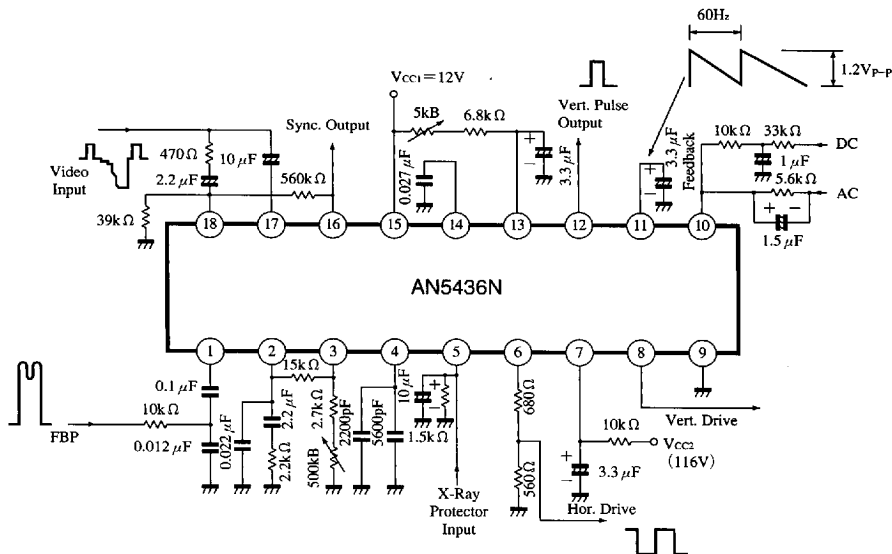 60Hz
1.2VP-P
VCC1=12V
5kB
6.8kΩ
Vert. Pulse
Output
Sync. Output
Video
Input
470Ω
10μF
2.2μF
560kΩ
39kΩ
0.027μF
3.3μF
3.3μF
Feedback
10kΩ
33kΩ
DC
1μF
5.6kΩ
AC
1.5μF
+
−
+
−
+
−
18
17
16
15
14
13
12
11
10
AN5436N
1
2
3
4
5
6
7
8
9
0.1μF
10kΩ
FBP
0.012μF
0.022μF
15kΩ
2.2μF
2.2kΩ
2.7kΩ
500kB
2200pF
5600pF
10μF
+
−
1.5kΩ
X-Ray
Protector
Input
680Ω
560Ω
Hor. Drive
10kΩ
VCC2
(116V)
+
−
3.3μF
Vert. Drive